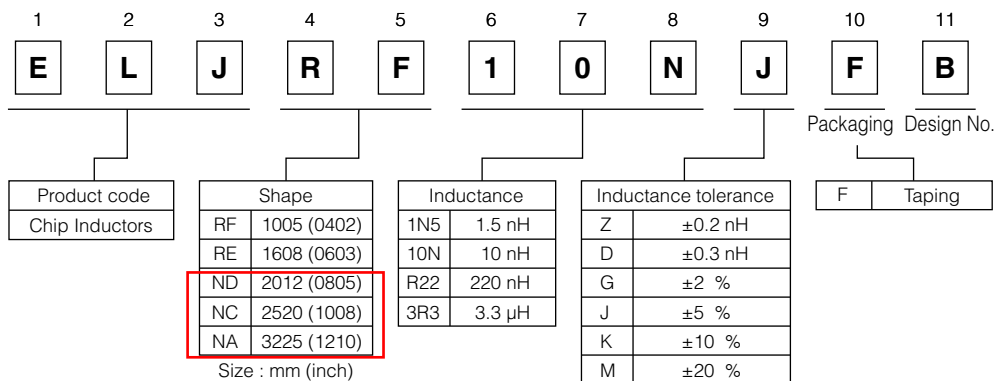 1 2 3 4 5 6 7 8 9 10 11
E L J R F 1 0 N J F B
Packaging Design No.
Product code
Chip Inductors
Shape
RF 1005 (0402)
RE 1608 (0603)
ND 2012 (0805)
NC 2520 (1008)
NA 3225 (1210)
Size : mm (inch)
Inductance
1N5 1.5 nH
10N 10 nH
R22 220 nH
3R3 3.3 μH
Inductance tolerance
Z ±0.2 nH
D ±0.3 nH
G ±2 %
J ±5 %
K ±10 %
M ±20 %
F Taping